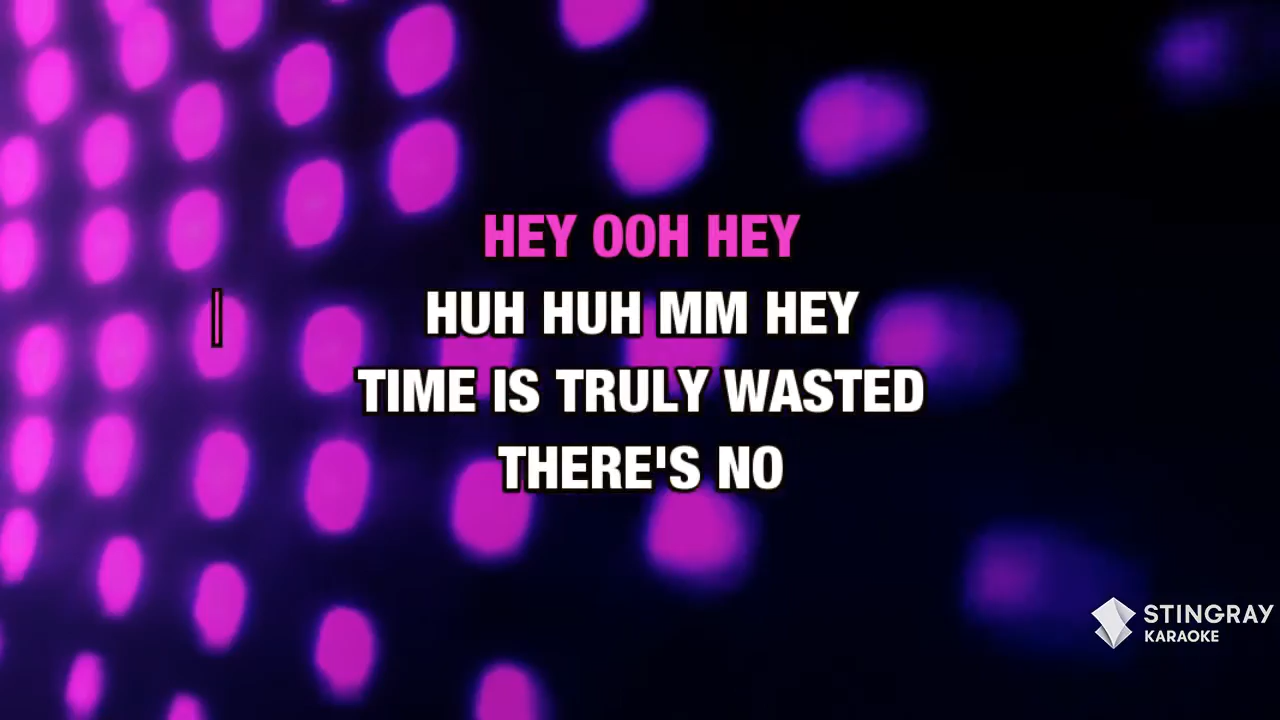 HEY OOH HEY
HUH HUH MM HEY
TIME IS TRULY WASTED
THERE'S NO
STINGRAY
KARAOKE